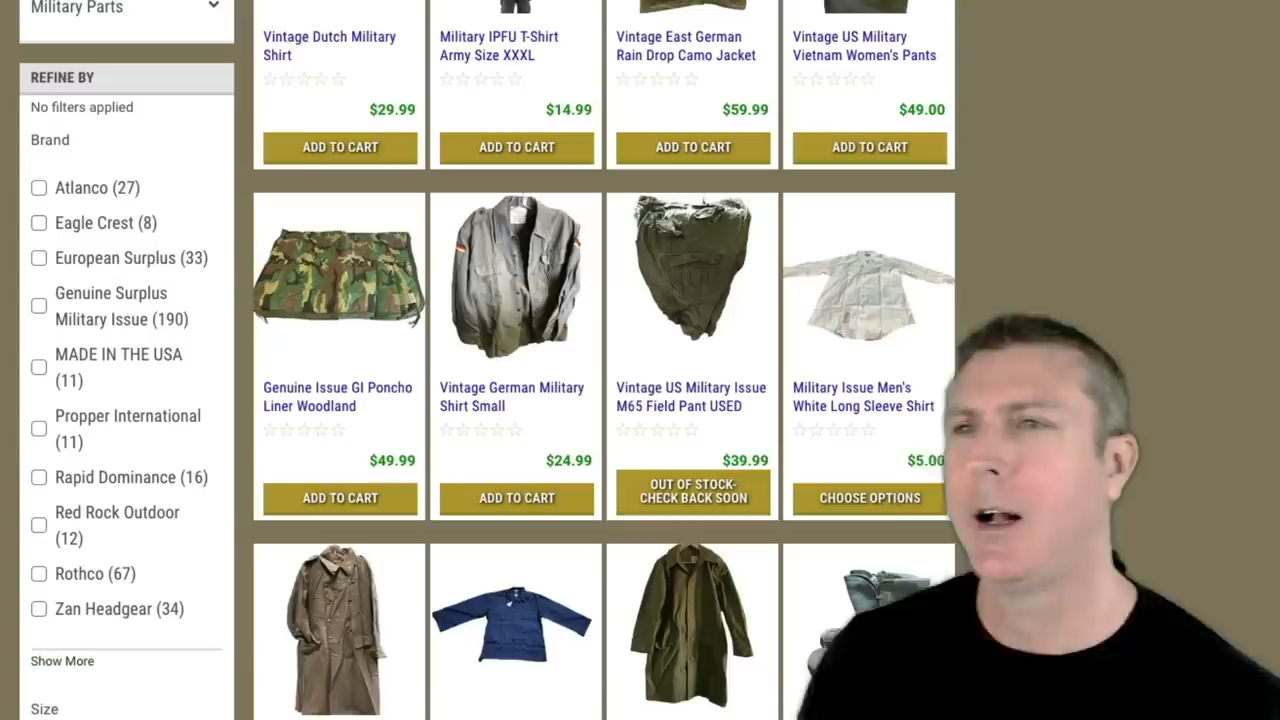 Military Parts
REFINE BY
No filters applied
Brand
Atlanco (27)
Eagle Crest (8)
European Surplus (33)
Genuine Surplus
Military Issue (190)
MADE IN THE USA
(11)
Propper International
(11)
Rapid Dominance (16)
Red Rock Outdoor
(12)
Rothco (67)
Zan Headgear (34)
Show More
Size
Vintage Dutch Military
Shirt
$29.99
ADD TO CART
Military IPFU T-Shirt
Army Size XXXL
$14.99
ADD TO CART
Vintage East German
Rain Drop Camo Jacket
$59.99
ADD TO CART
Vintage US Military
Vietnam Women's Pants
$49.00
ADD TO CART
Genuine Issue GI Poncho
Liner Woodland
$49.99
ADD TO CART
Vintage German Military
Shirt Small
$24.99
ADD TO CART
Vintage US Military Issue
M65 Field Pant USED
$39.99
OUT OF STOCK-
CHECK BACK SOON
Military Issue Men's
White Long Sleeve Shirt
$5.00
CHOOSE OPTIONS